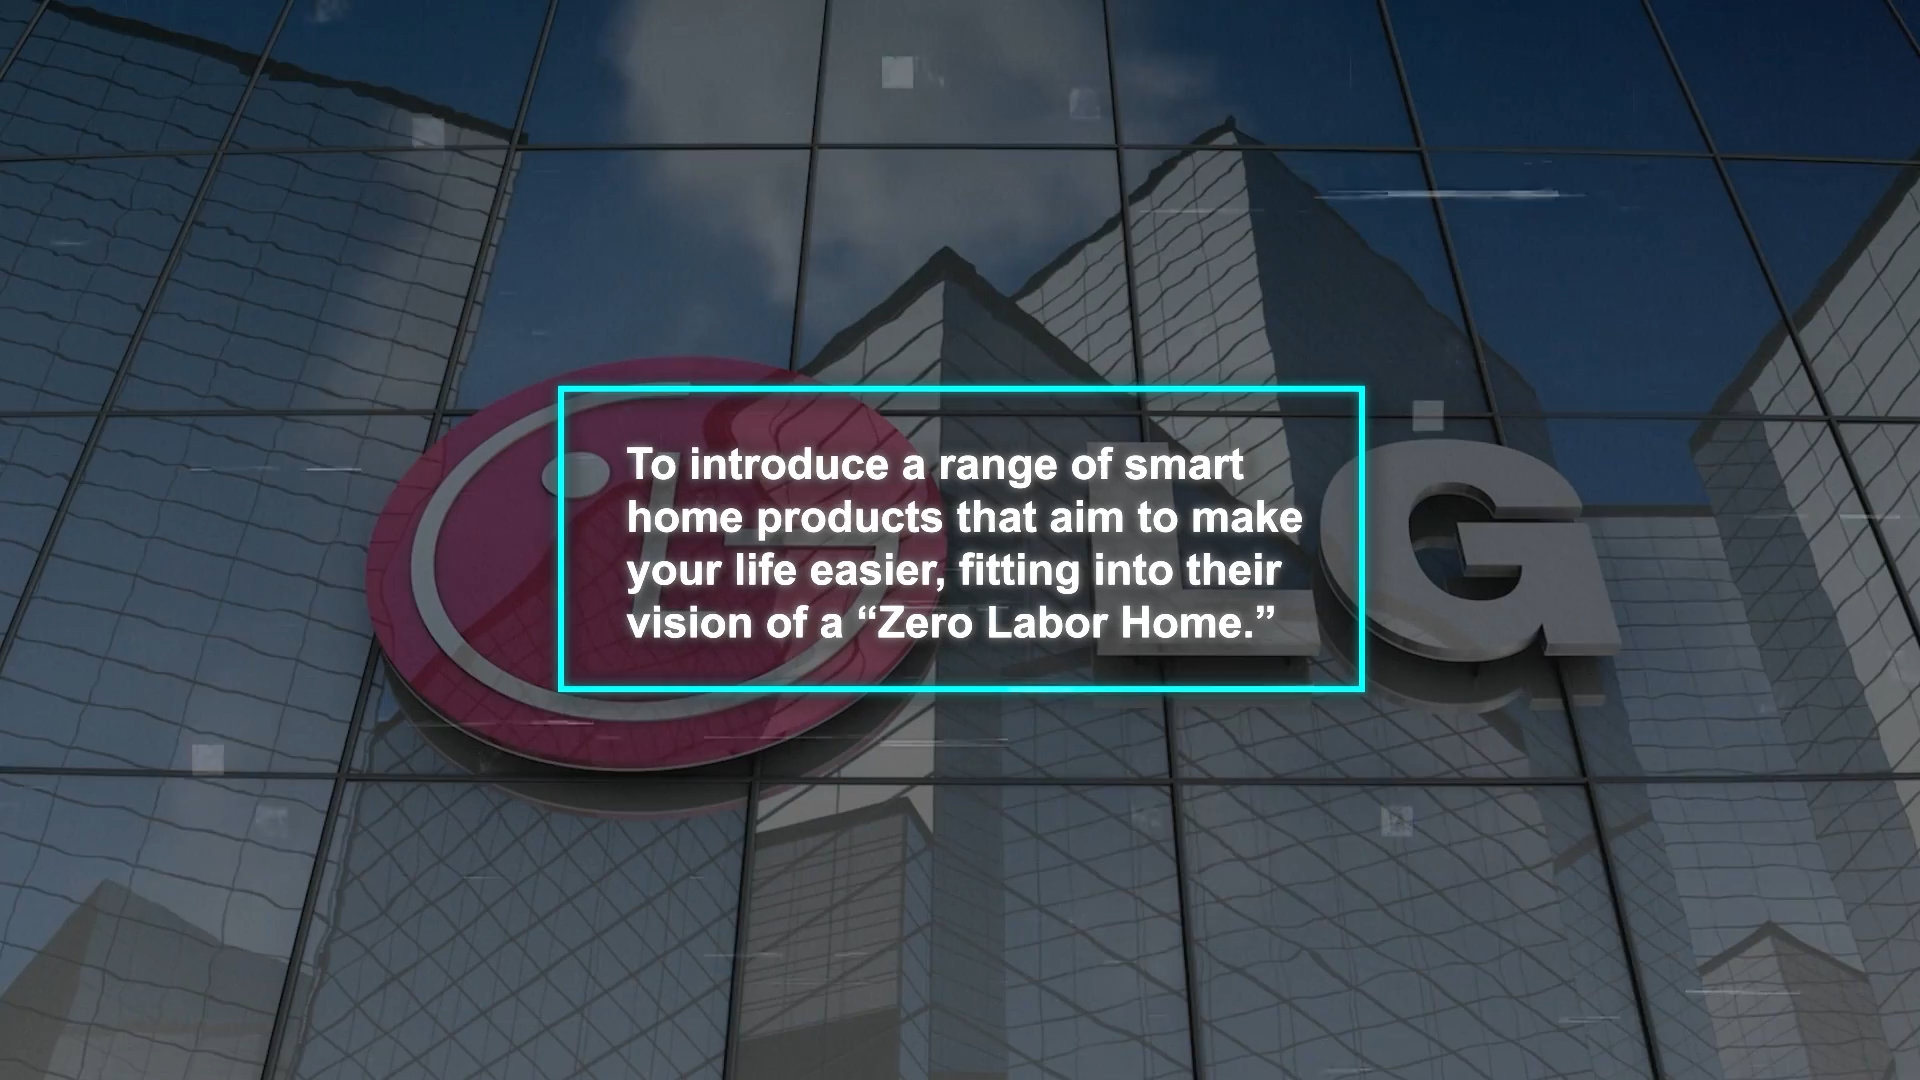 To introduce a range of smart
home products that aim to make
your life easier, fitting into their
vision of a “Zero Labor Home.”
LG